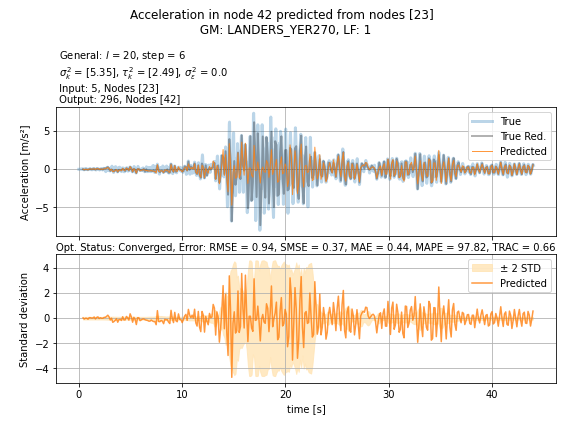 Acceleration in node 42 predicted from nodes [23]
GM: LANDERS_YER270, LF: 1
General: l = 20, step = 6
σ²ₖ = [5.35], τ²ₖ = [2.49], σ²ε = 0.0
Input: 5, Nodes [23]
Output: 296, Nodes [42]
Acceleration [m/s²]
5
0
−5
True
True Red.
Predicted
Opt. Status: Converged, Error: RMSE = 0.94, SMSE = 0.37, MAE = 0.44, MAPE = 97.82, TRAC = 0.66
Standard deviation
4
2
0
−2
−4
± 2 STD
Predicted
0 10 20 30 40
time [s]